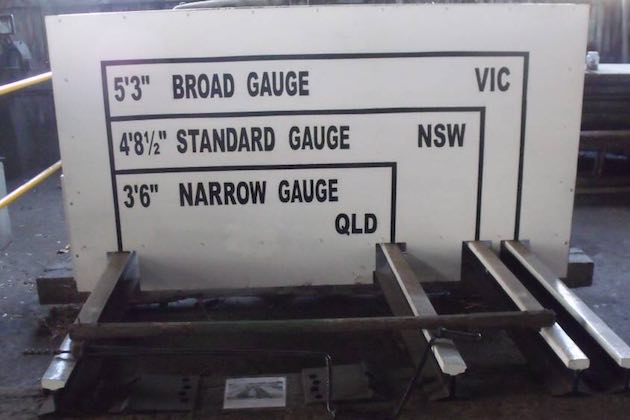 5'3" BROAD GAUGE VIC
4'8½" STANDARD GAUGE NSW
3'6" NARROW GAUGE
QLD